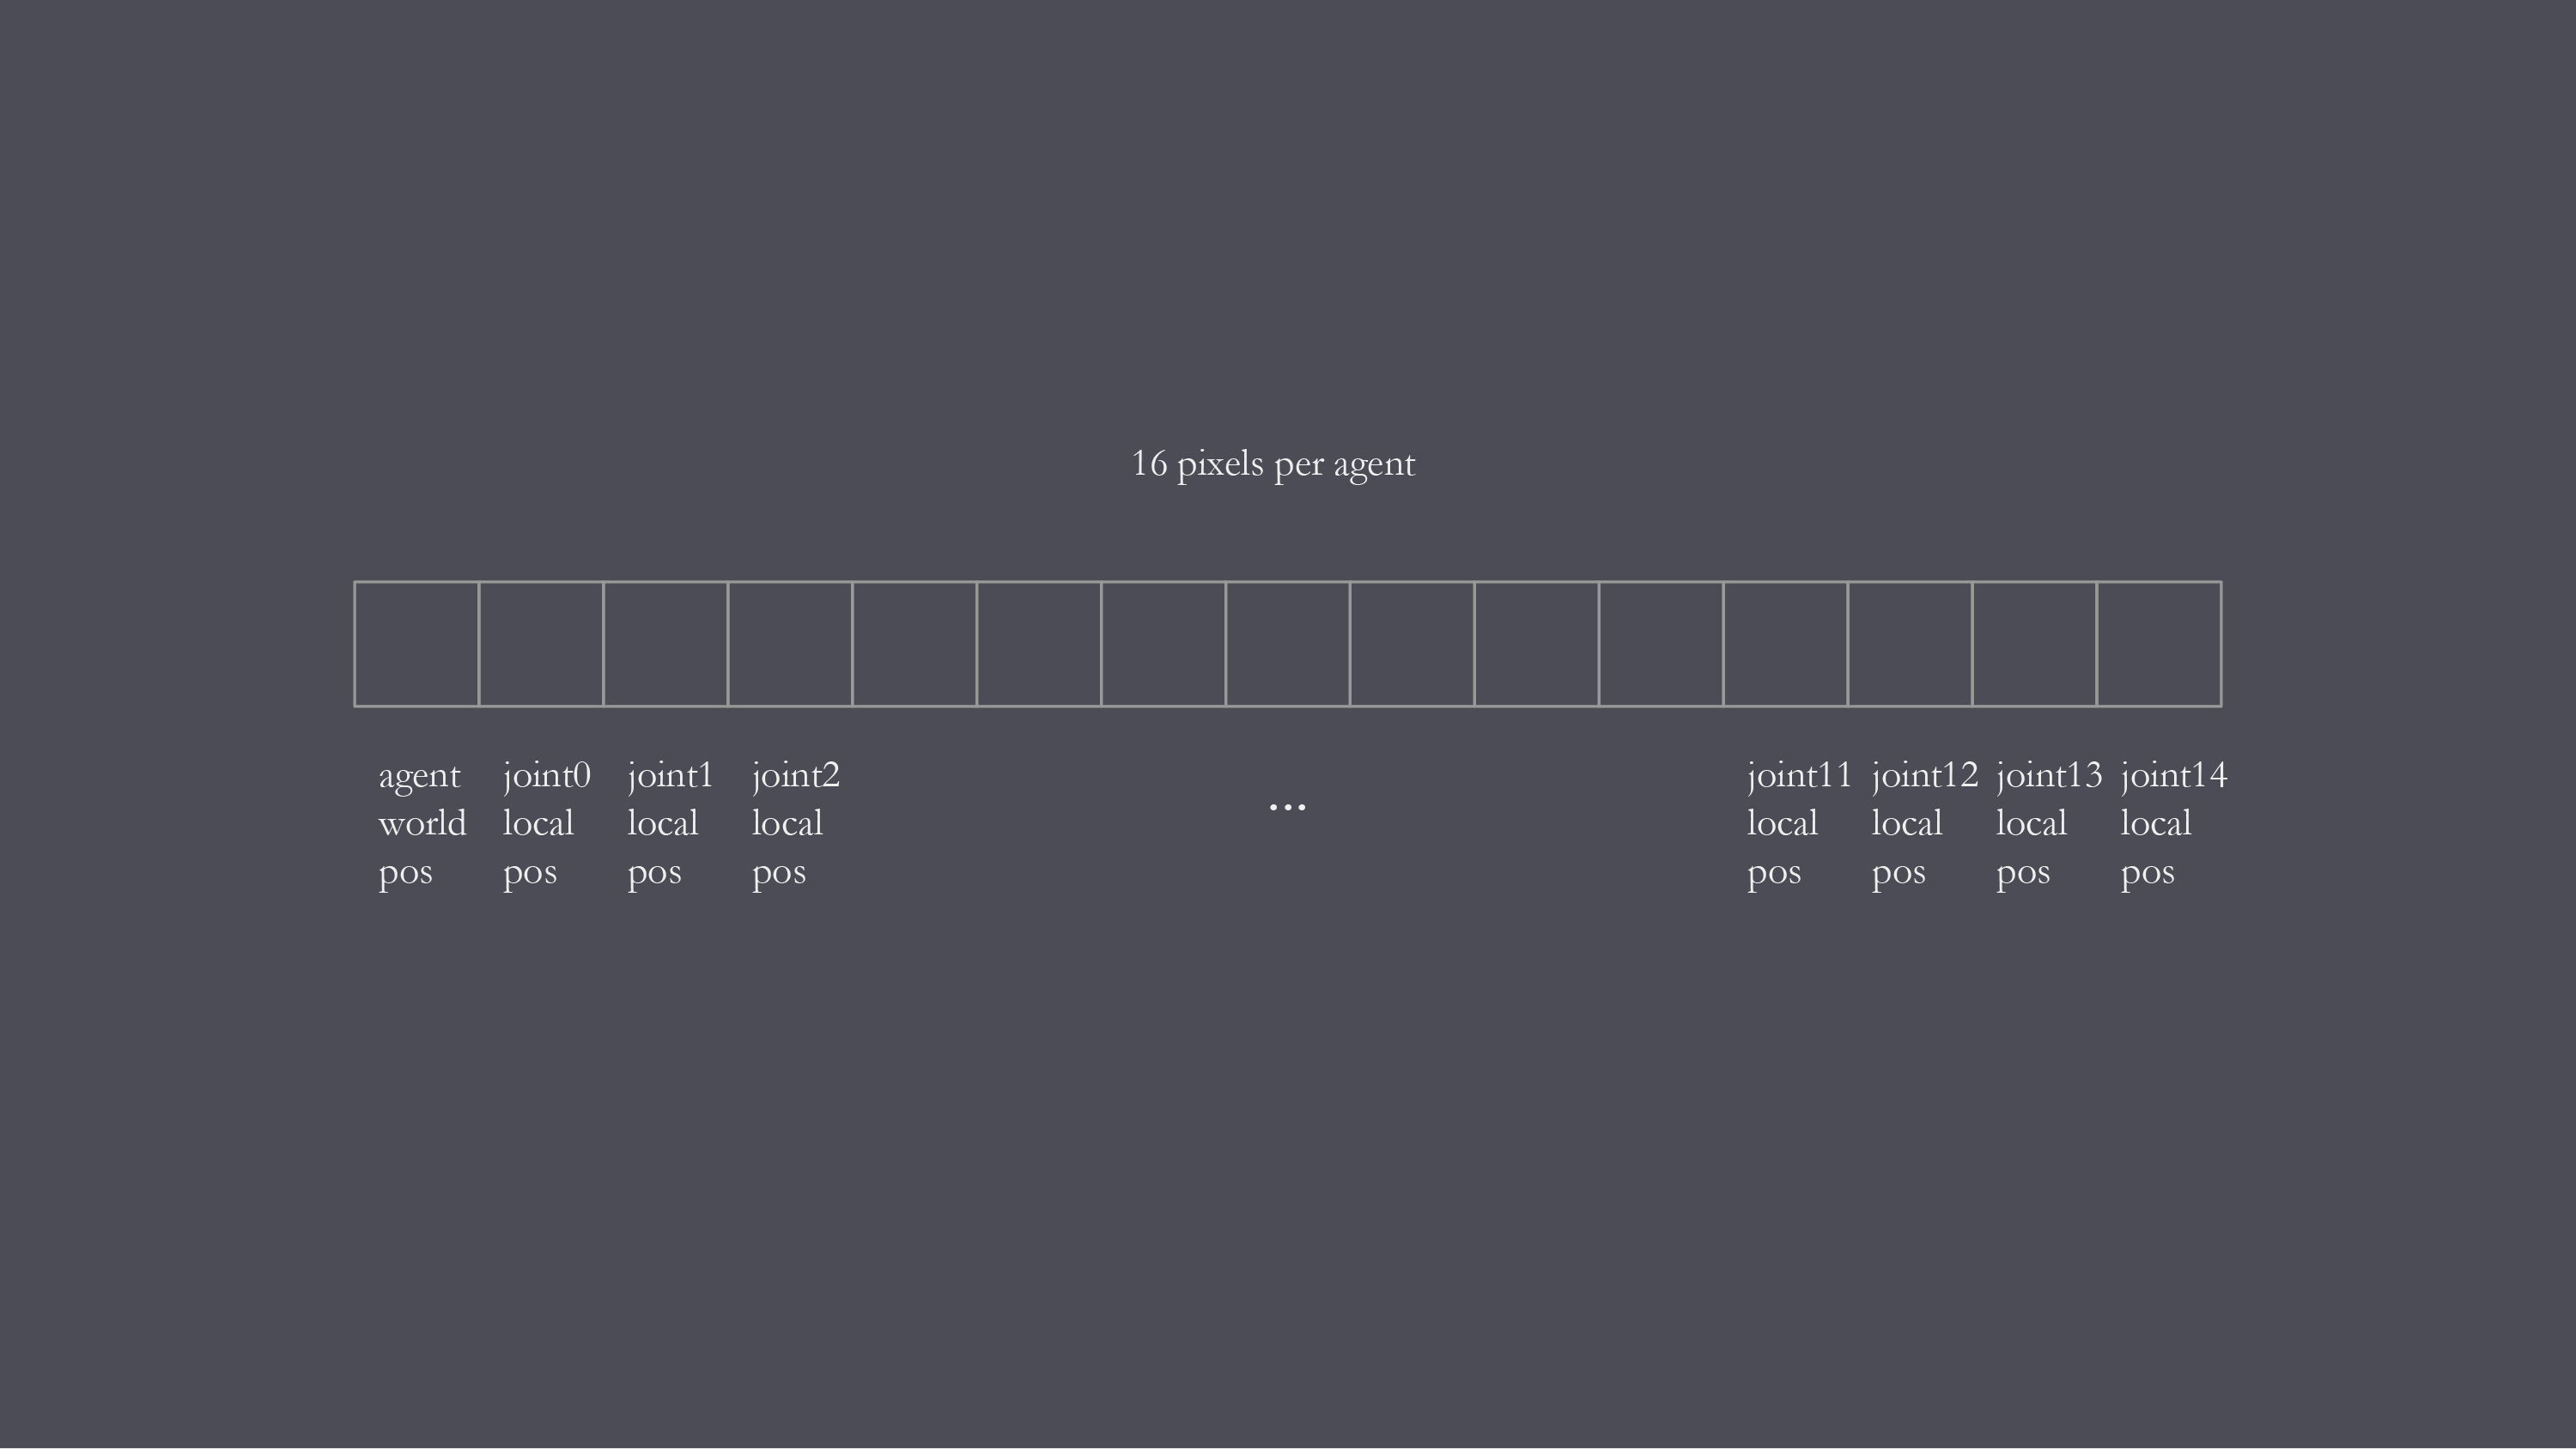 16 pixels per agent
agent world pos
joint0 local pos
joint1 local pos
joint2 local pos
...
joint11 local pos
joint12 local pos
joint13 local pos
joint14 local pos